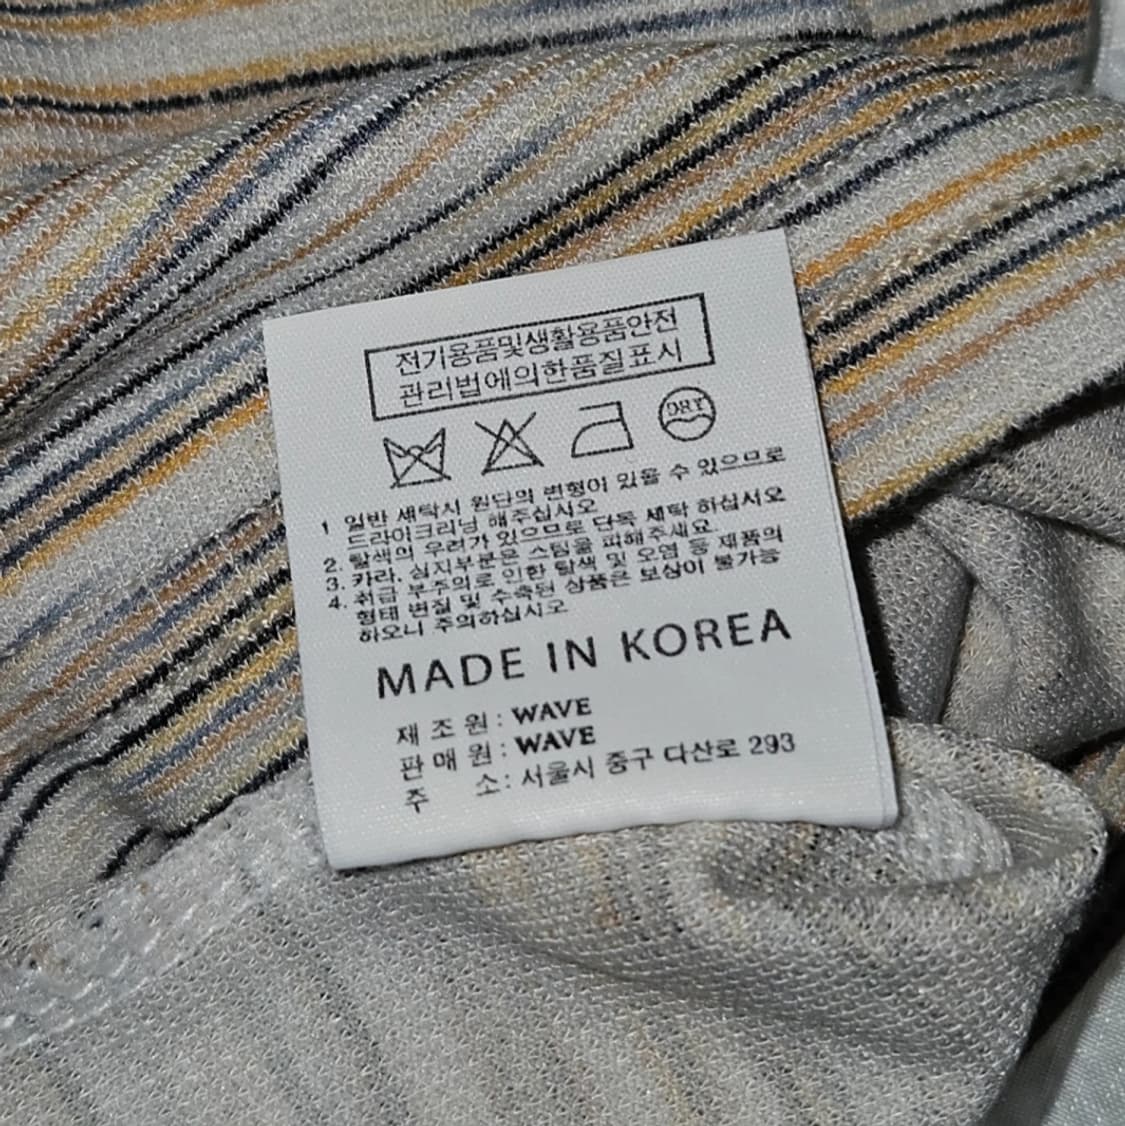 전기용품및생활용품안전
관리법에의한품질표시
DRY
1 일반 세탁시 원단의 변형이 있을 수 있으므로
드라이크리닝 해주십시오
2. 탈색의 우려가 있으므로 단독 세탁 하십시오
3. 카라, 심지부분은 스팀을 피해주세요.
4. 취급 부주의로 인한 탈색 및 오염 등 제품의
형태 변질 및 수축된 상품은 보상이 불가능
하오니 주의하십시오
MADE IN KOREA
제 조 원 : WAVE
판 매 원 : WAVE
주 소 : 서울시 중구 다산로 293